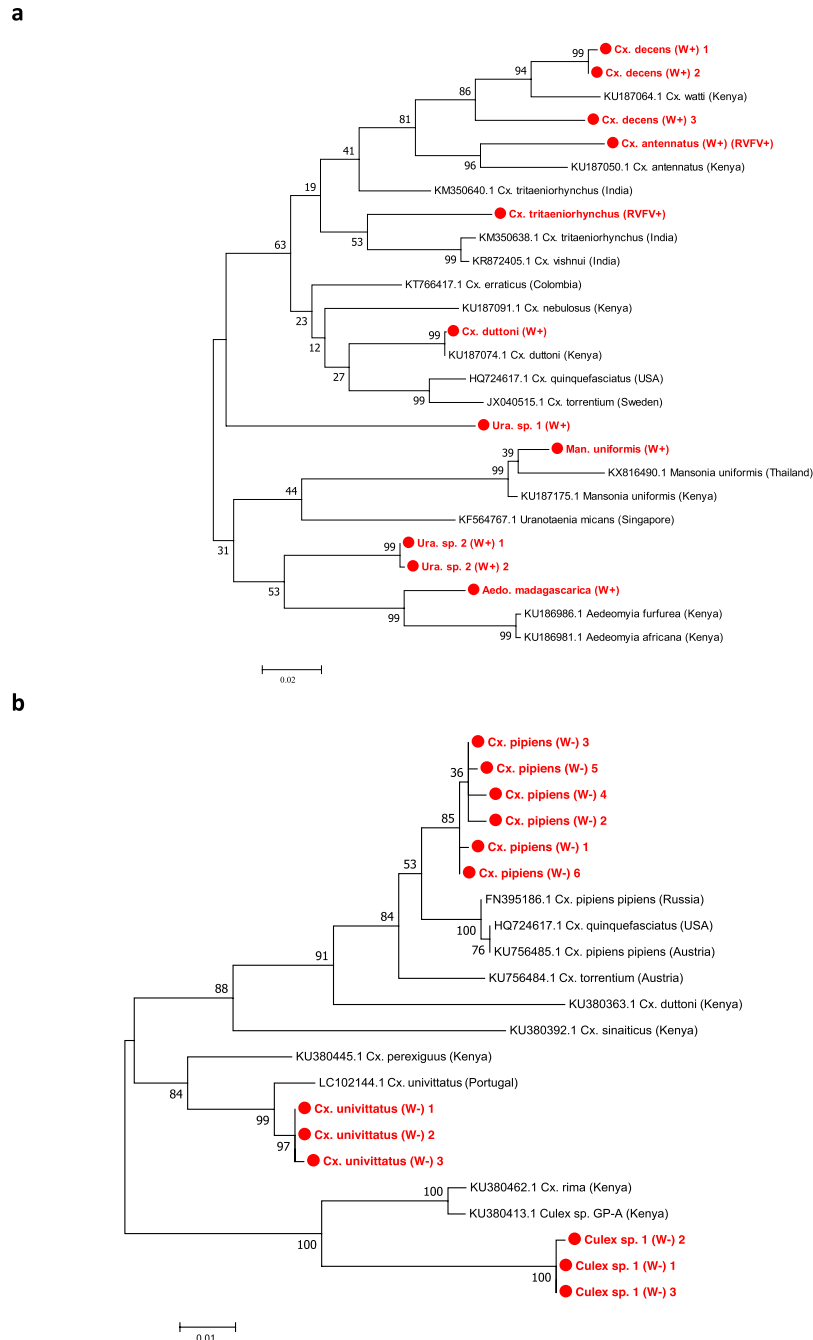 a
99
Cx. decens (W+) 1
94
Cx. decens (W+) 2
86
KU187064.1 Cx. watti (Kenya)
81
Cx. decens (W+) 3
Cx. antennatus (W+) (RVFV+)
41
96
KU187050.1 Cx. antennatus (Kenya)
19
KM350640.1 Cx. tritaeniorhynchus (India)
Cx. tritaeniorhynchus (RVFV+)
53
KM350638.1 Cx. tritaeniorhynchus (India)
63
99
KR872405.1 Cx. vishnui (India)
KT766417.1 Cx. erraticus (Colombia)
23
KU187091.1 Cx. nebulosus (Kenya)
12
99
Cx. duttoni (W+)
KU187074.1 Cx. duttoni (Kenya)
27
HQ724617.1 Cx. quinquefasciatus (USA)
99
JX040515.1 Cx. torrentium (Sweden)
Ura. sp. 1 (W+)
39
Man. uniformis (W+)
99
KX816490.1 Mansonia uniformis (Thailand)
44
KU187175.1 Mansonia uniformis (Kenya)
KF564767.1 Uranotaenia micans (Singapore)
31
99
Ura. sp. 2 (W+) 1
Ura. sp. 2 (W+) 2
53
Aedo. madagascarica (W+)
99
KU186986.1 Aedeomyia furfurea (Kenya)
99
KU186981.1 Aedeomyia africana (Kenya)
0.02
b
Cx. pipiens (W-) 3
36
Cx. pipiens (W-) 5
Cx. pipiens (W-) 4
85
Cx. pipiens (W-) 2
Cx. pipiens (W-) 1
53
Cx. pipiens (W-) 6
FN395186.1 Cx. pipiens pipiens (Russia)
84
100
HQ724617.1 Cx. quinquefasciatus (USA)
76
KU756485.1 Cx. pipiens pipiens (Austria)
91
KU756484.1 Cx. torrentium (Austria)
88
KU380363.1 Cx. duttoni (Kenya)
KU380392.1 Cx. sinaiticus (Kenya)
KU380445.1 Cx. perexiguus (Kenya)
84
LC102144.1 Cx. univittatus (Portugal)
99
Cx. univittatus (W-) 1
97
Cx. univittatus (W-) 2
Cx. univittatus (W-) 3
100
KU380462.1 Cx. rima (Kenya)
KU380413.1 Culex sp. GP-A (Kenya)
100
Culex sp. 1 (W-) 2
100
Culex sp. 1 (W-) 1
Culex sp. 1 (W-) 3
0.01